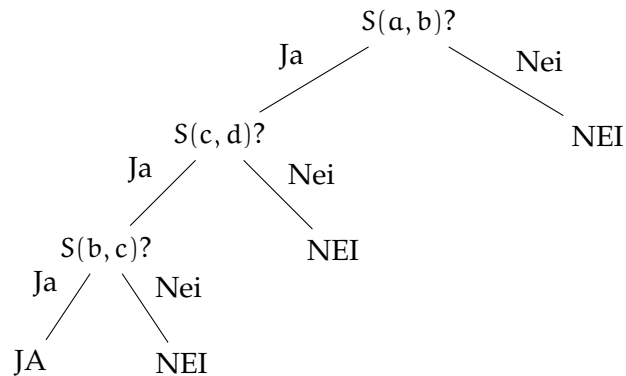 S(a, b)?
Ja Nei
S(c, d)? NEI
Ja Nei
S(b, c)? NEI
Ja Nei
JA NEI